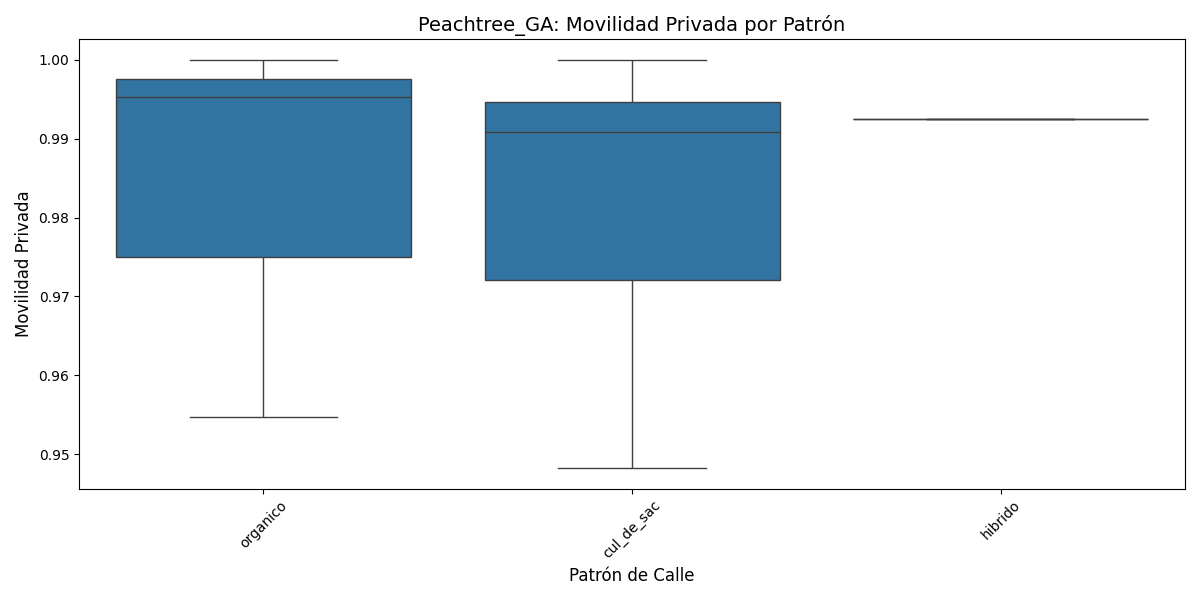 Peachtree_GA: Movilidad Privada por Patrón
Movilidad Privada
1.00
0.99
0.98
0.97
0.96
0.95
organico
cul_de_sac
hibrido
Patrón de Calle